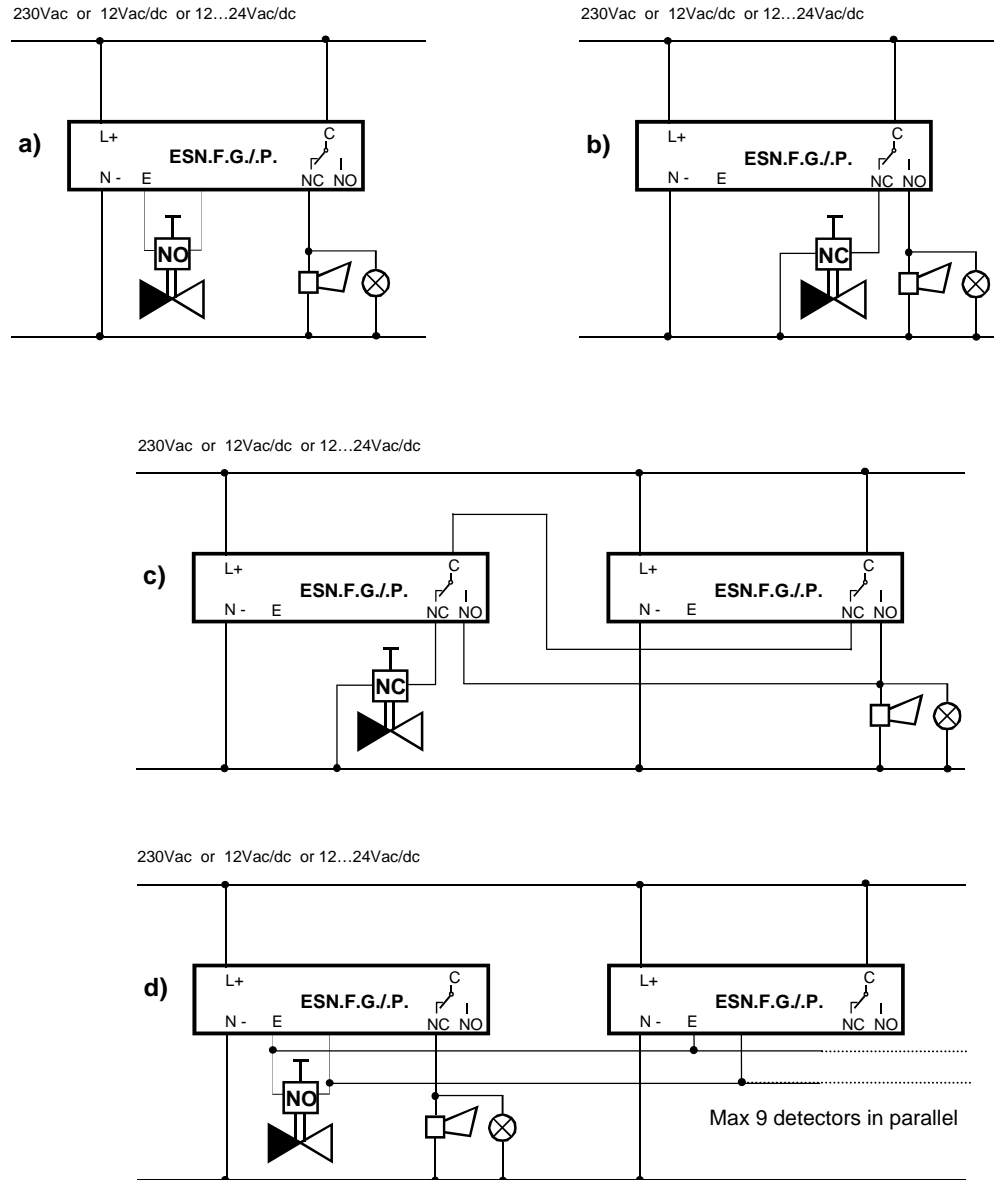 230Vac or 12Vac/dc or 12…24Vac/dc
a)
L+
C
ESN.F.G./.P.
N - E
NC NO
NO
230Vac or 12Vac/dc or 12…24Vac/dc
b)
L+
C
ESN.F.G./.P.
N - E
NC NO
NC
230Vac or 12Vac/dc or 12…24Vac/dc
c)
L+
C
ESN.F.G./.P.
N - E
NC NO
NC
L+
C
ESN.F.G./.P.
N - E
NC NO
230Vac or 12Vac/dc or 12…24Vac/dc
d)
L+
C
ESN.F.G./.P.
N - E
NC NO
NO
L+
C
ESN.F.G./.P.
N - E
NC NO
Max 9 detectors in parallel